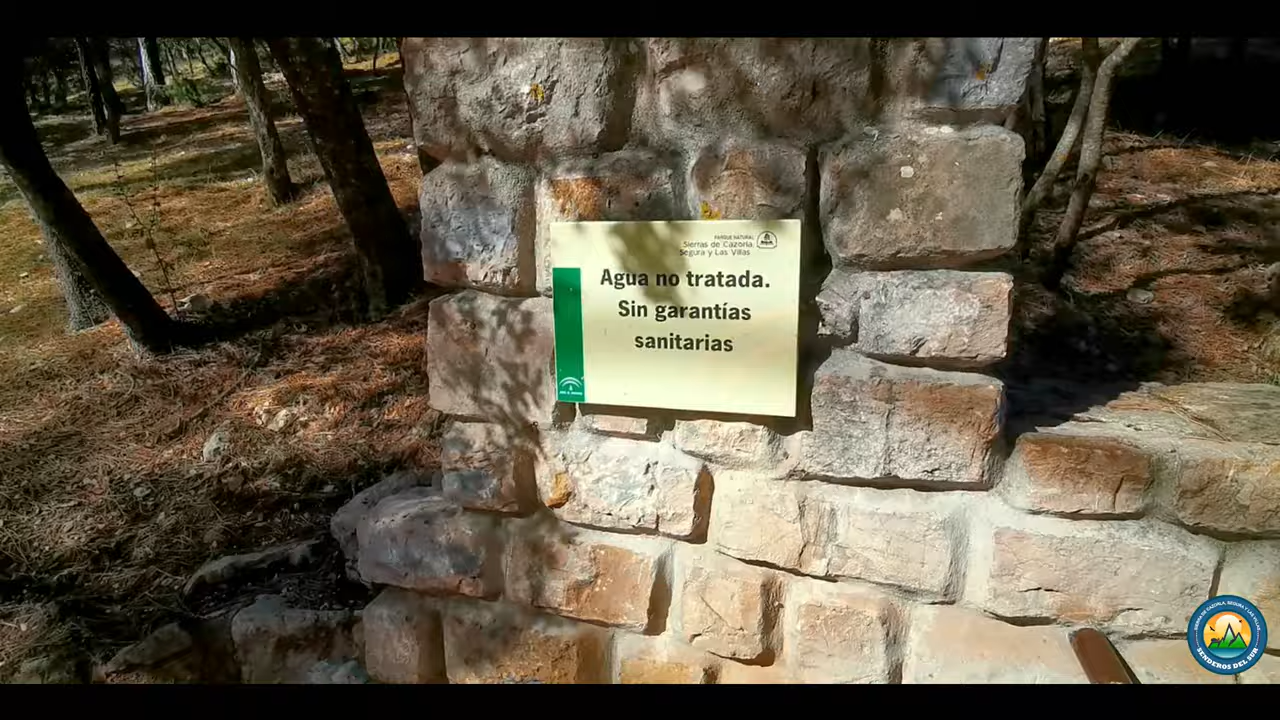 PARQUE NATURAL
Sierras de Cazorla,
Segura y Las Villas
Agua no tratada.
Sin garantías
sanitarias
SENDEROS DEL SUR